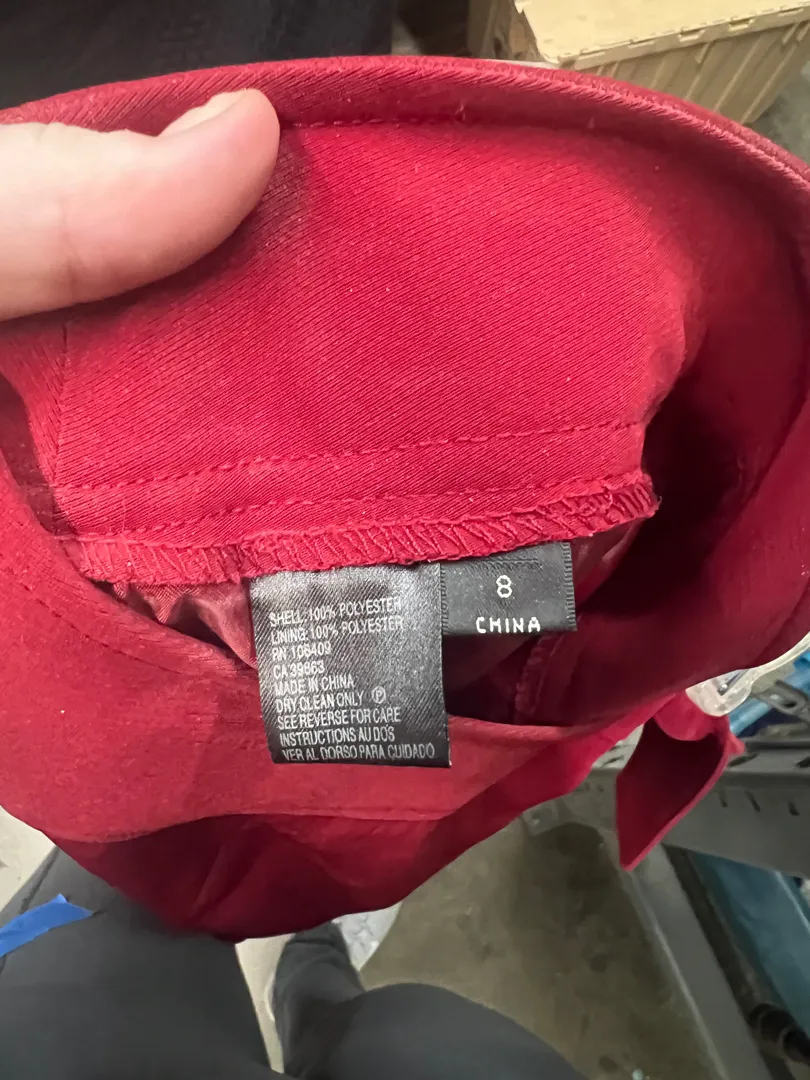 8
CHINA
SHELL: 100% POLYESTER
LINING: 100% POLYESTER
RN 106409
CA 39863
MADE IN CHINA
DRY CLEAN ONLY Ⓟ
SEE REVERSE FOR CARE
INSTRUCTIONS AU DOS
VER AL DORSO PARA CUIDADO